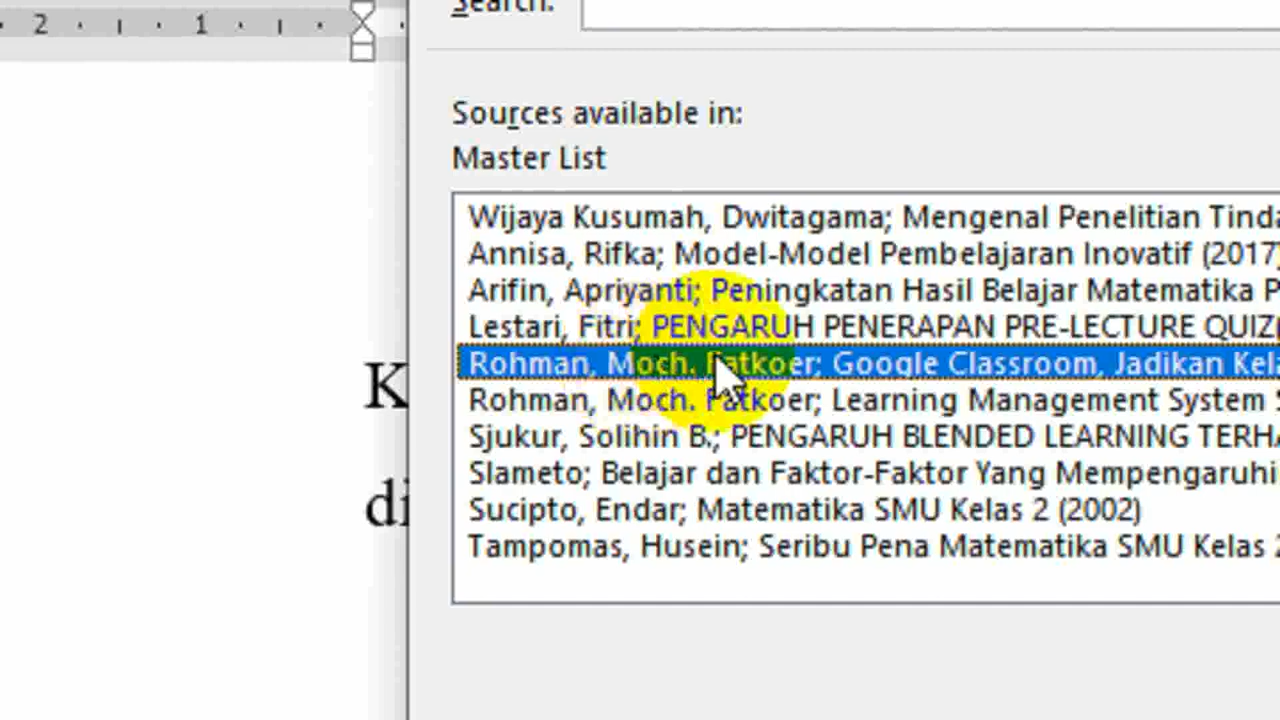 2 1
Search:
Sources available in:
Master List
Wijaya Kusumah, Dwitagama; Mengenal Penelitian
Annisa, Rifka; Model-Model Pembelajaran Inovatif (2017)
Arifin, Apriyanti; Peningkatan Hasil Belajar Matematika
Lestari, Fitri; PENGARUH PENERAPAN PRE-LECTURE QUIZ
Rohman, Moch. Fatkoer; Google Classroom, Jadikan
K
Rohman, Moch. Fatkoer; Learning Management System
Sjukur, Solihin B.; PENGARUH BLENDED LEARNING
Slameto; Belajar dan Faktor-Faktor Yang Mempengaruhi
di
Sucipto, Endar; Matematika SMU Kelas 2 (2002)
Tampomas, Husein; Seribu Pena Matematika SMU Kelas 2